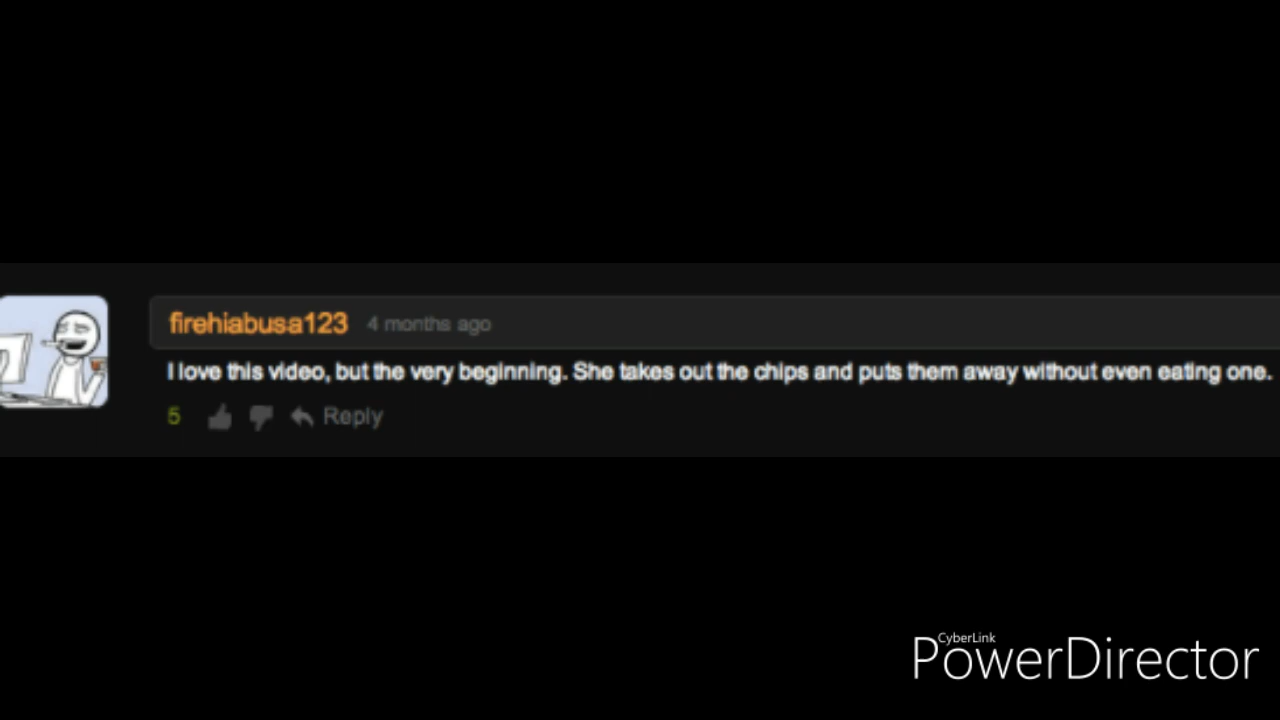 firehiabusa123 4 months ago
I love this video, but the very beginning. She takes out the chips and puts them away without even eating one.
5 Reply
CyberLink
PowerDirector